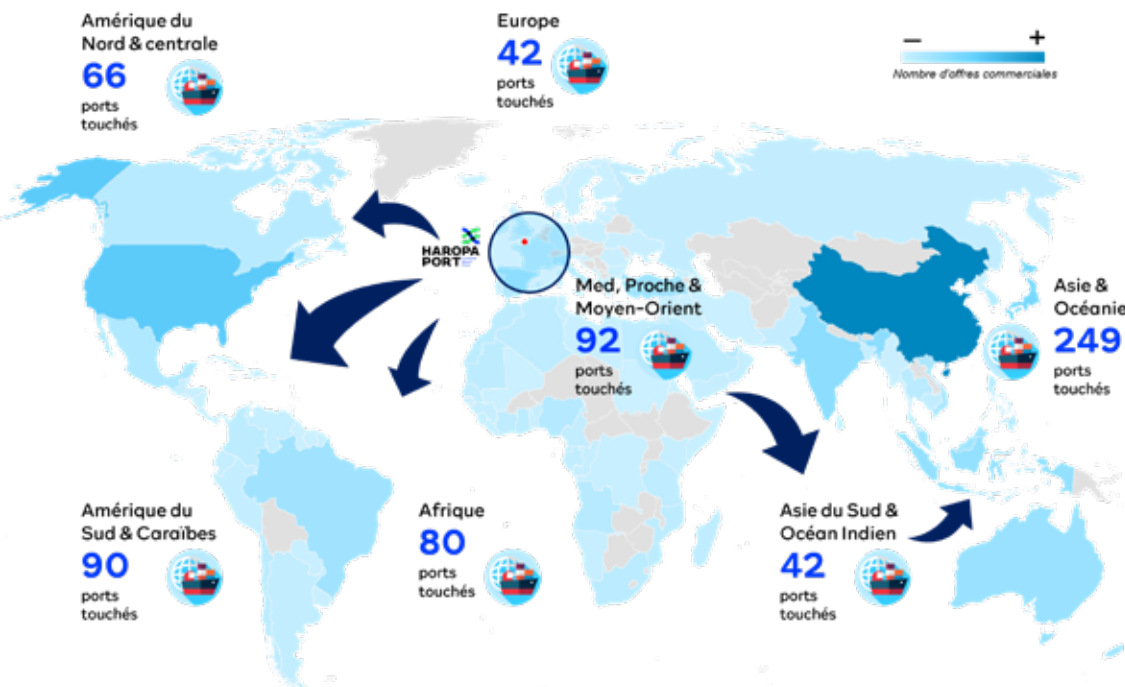 Amérique du
Nord & centrale
66
ports
touchés
Europe
42
ports
touchés
— +
Nombre d'offres commerciales
HAROPA
PORT
Med, Proche &
Moyen-Orient
92
ports
touchés
Asie &
Océanie
249
ports
touchés
Amérique du
Sud & Caraïbes
90
ports
touchés
Afrique
80
ports
touchés
Asie du Sud &
Océan Indien
42
ports
touchés